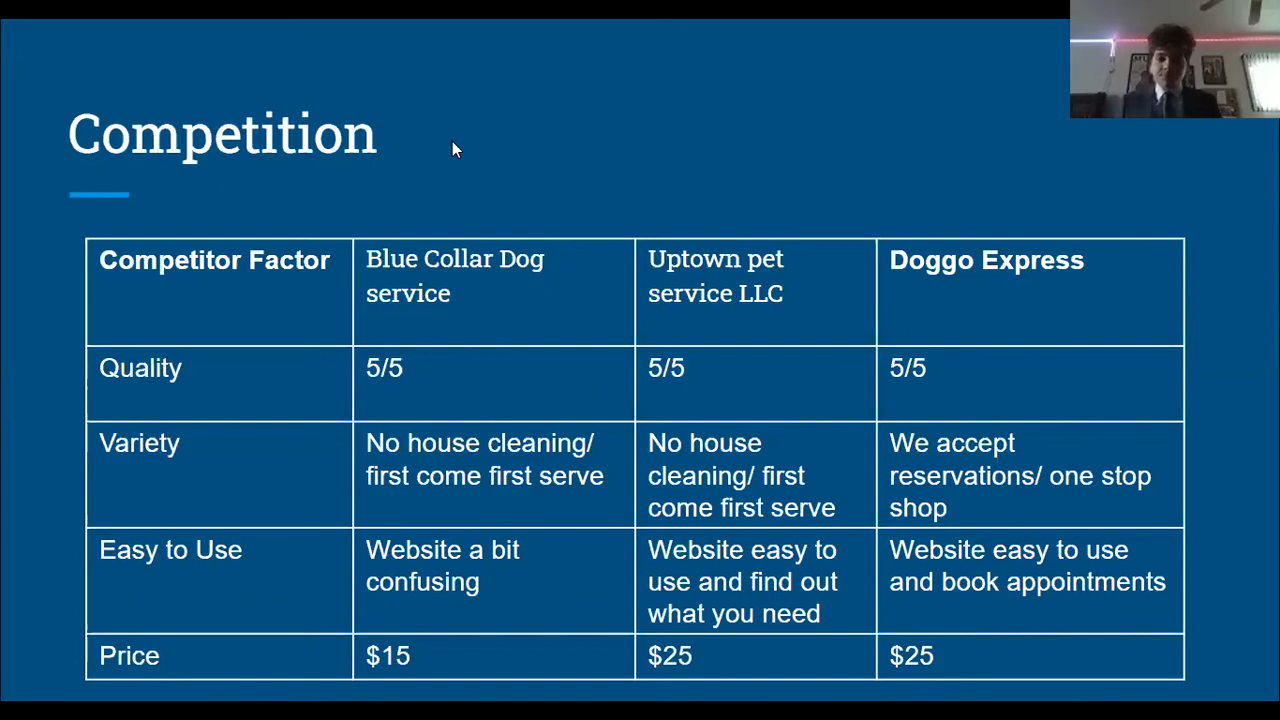 Competition
Competitor Factor
Blue Collar Dog
service
Uptown pet
service LLC
Doggo Express
Quality
5/5
5/5
5/5
Variety
No house cleaning/
first come first serve
No house
cleaning/ first
come first serve
We accept
reservations/ one stop
shop
Easy to Use
Website a bit
confusing
Website easy to
use and find out
what you need
Website easy to use
and book appointments
Price
$15
$25
$25